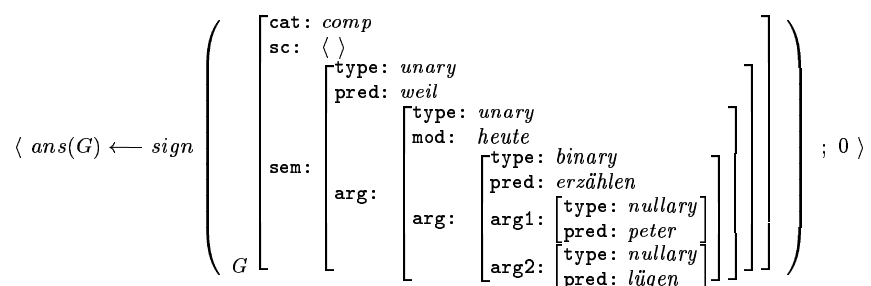 cat: comp
sc: ⟨ ⟩
type: unary
pred: weil
type: unary
mod: heute
⟨ ans(G) ⟵ sign ( ; 0 ⟩
type: binary
sem:
pred: erzählen
arg:
arg: arg1: type: nullary
pred: peter
G arg2: type: nullary
pred: lügen